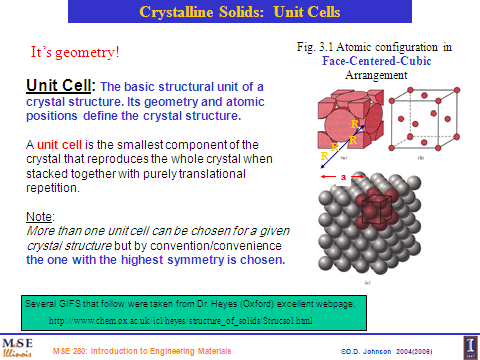 Crystalline Solids: Unit Cells
It's geometry!
Unit Cell: The basic structural unit of a
crystal structure. Its geometry and atomic
positions define the crystal structure.
A unit cell is the smallest component of the
crystal that reproduces the whole crystal when
stacked together with purely translational
repetition.
Note:
More than one unit cell can be chosen for a given
crystal structure but by convention/convenience
the one with the highest symmetry is chosen.
Fig. 3.1 Atomic configuration in
Face-Centered-Cubic
Arrangement
R
R
R
R
(a)
(b)
a
(c)
Several GIFS that follow were taken from Dr. Heyes (Oxford) excellent webpage.
http://www.chem.ox.ac.uk/icl/heyes/structure_of_solids/Strucsol.html
MSE
Illinois
MSE 280: Introduction to Engineering Materials
©D.D. Johnson 2004(2006)
I